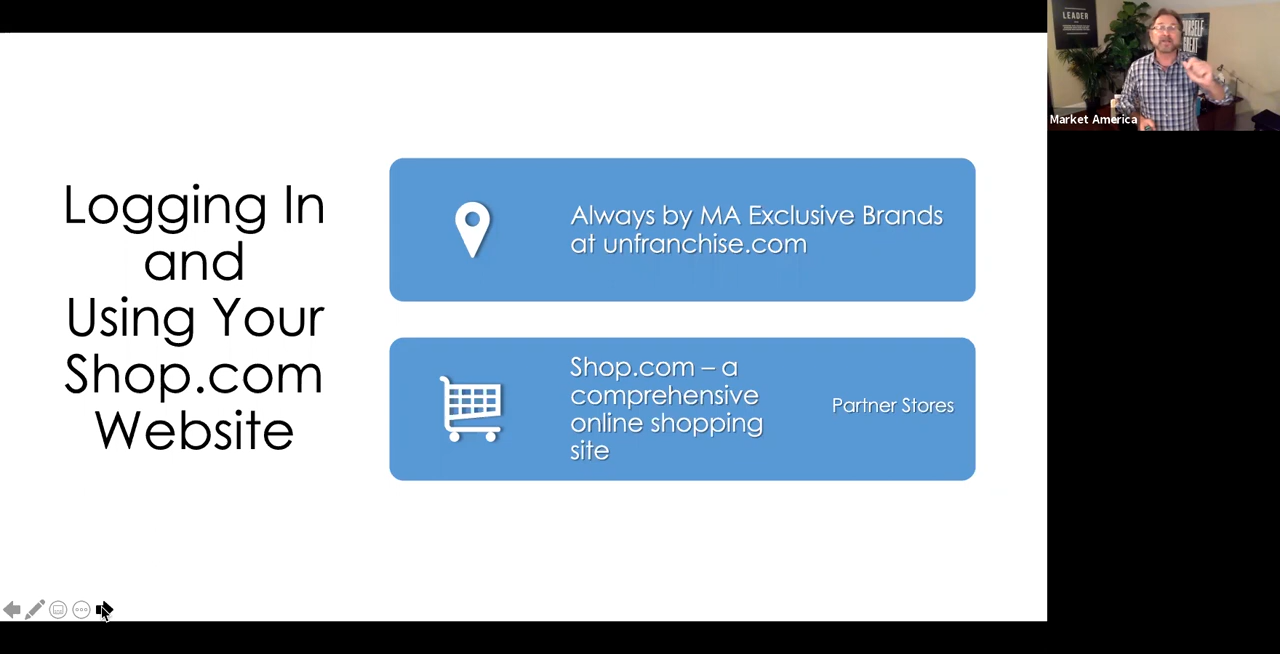 Logging In
and
Using Your
Shop.com
Website
Always by MA Exclusive Brands
at unfranchise.com
Shop.com – a
comprehensive
online shopping
site
Partner Stores
LEADER
Market America